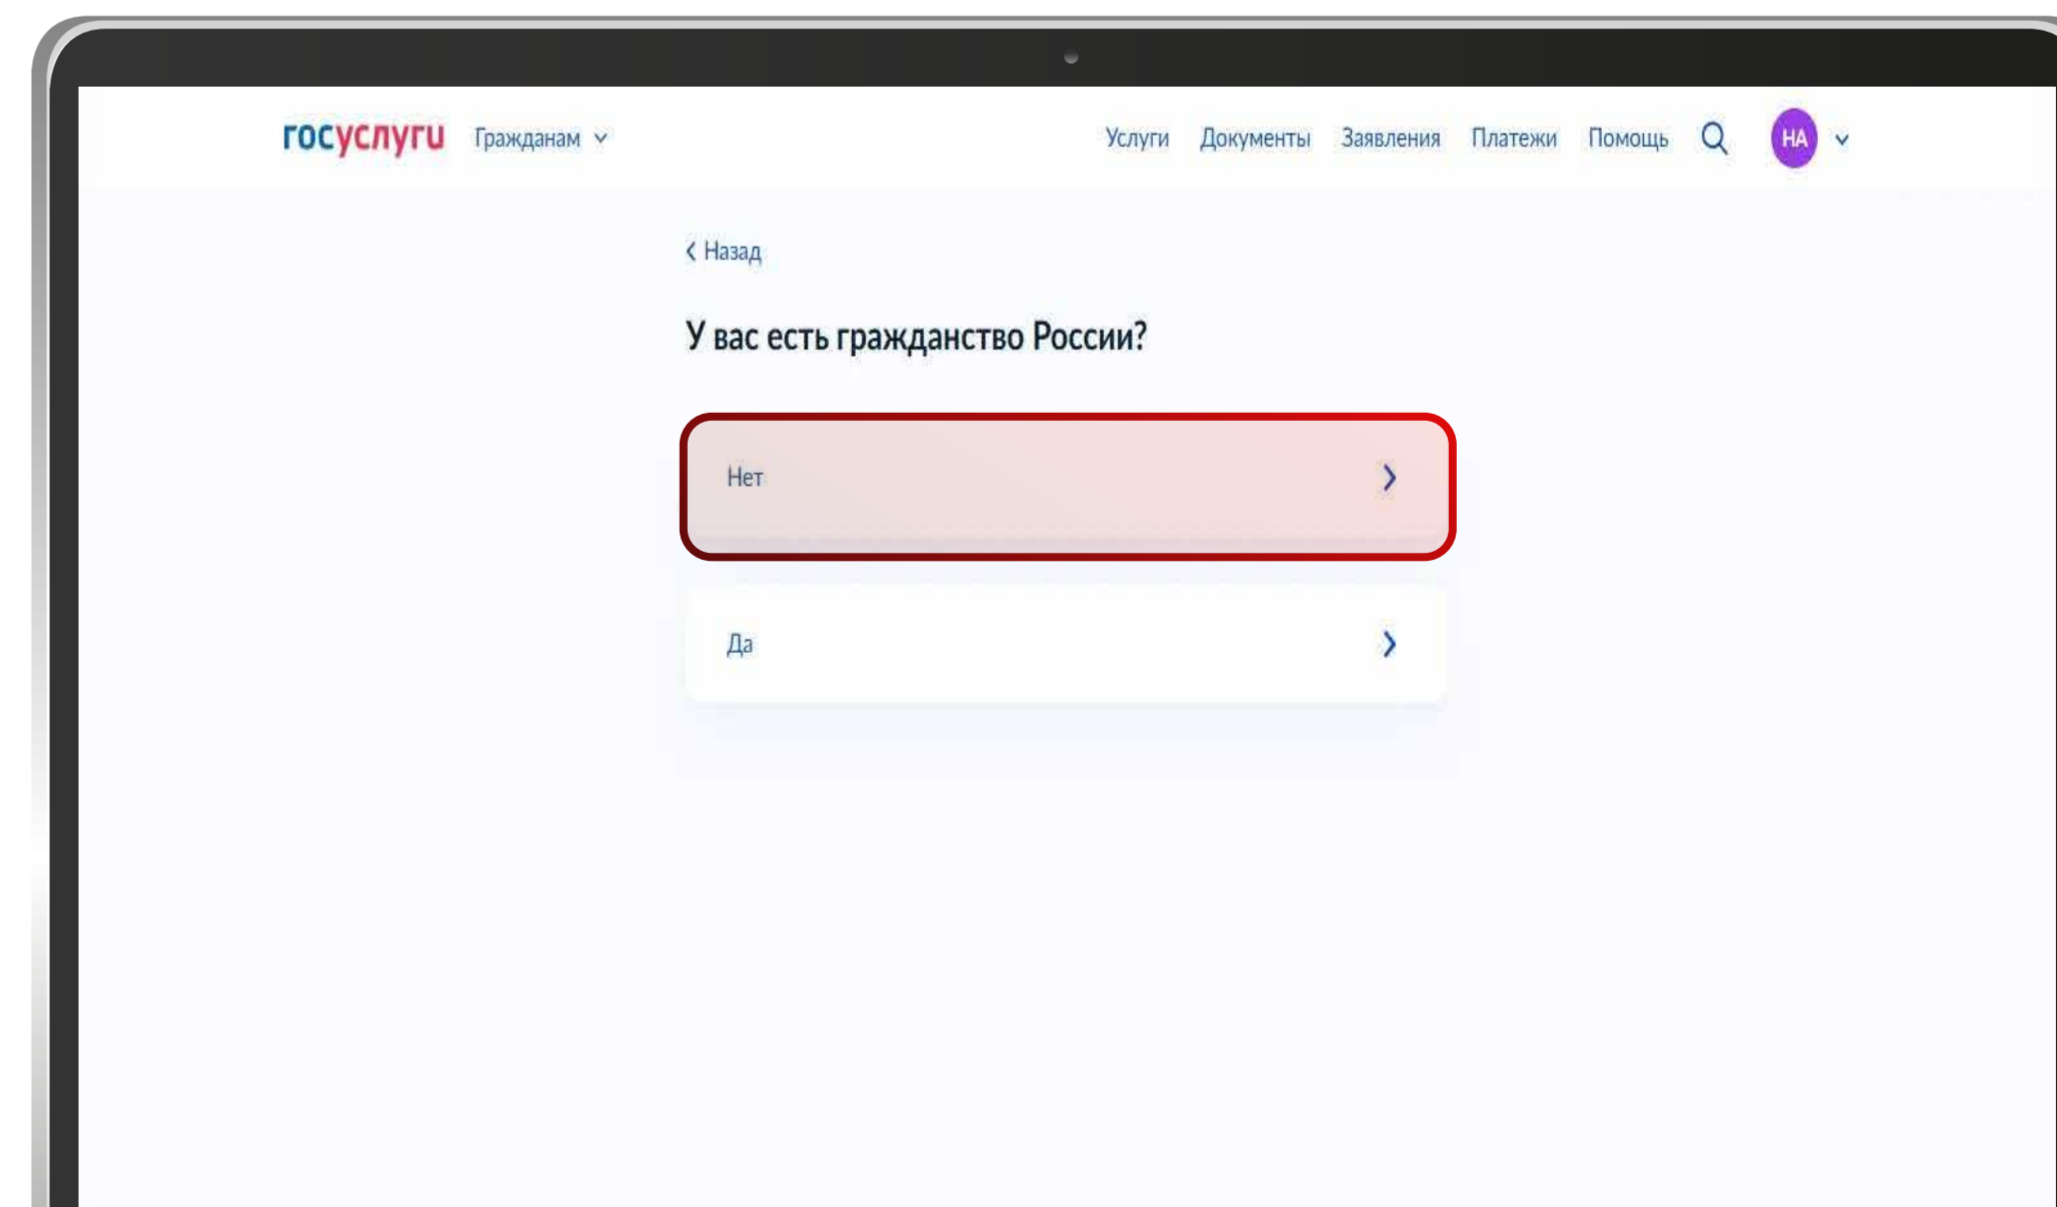 госуслуги Гражданам Услуги Документы Заявления Платежи Помощь НА
Назад
У вас есть гражданство России?
Нет
Да